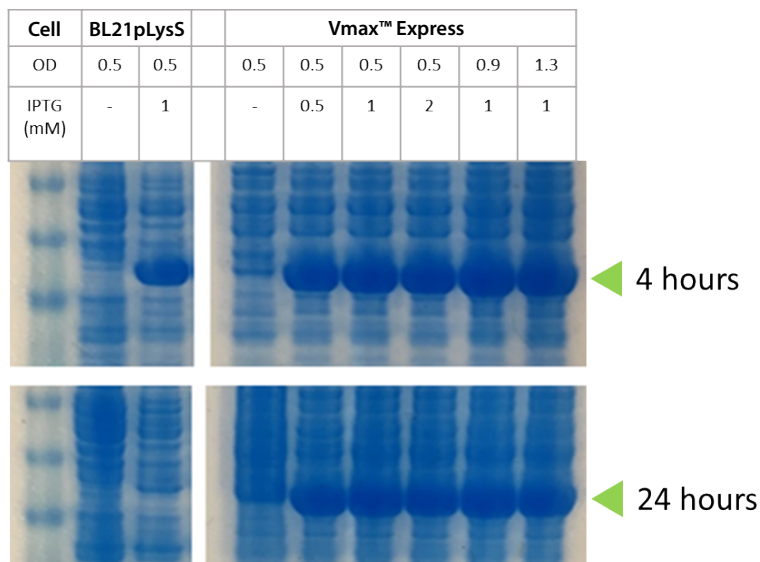 Cell BL21pLysS Vmax™ Express
OD 0.5 0.5 0.5 0.5 0.5 0.5 0.9 1.3
IPTG (mM) - 1 - 0.5 1 2 1 1
4 hours
24 hours